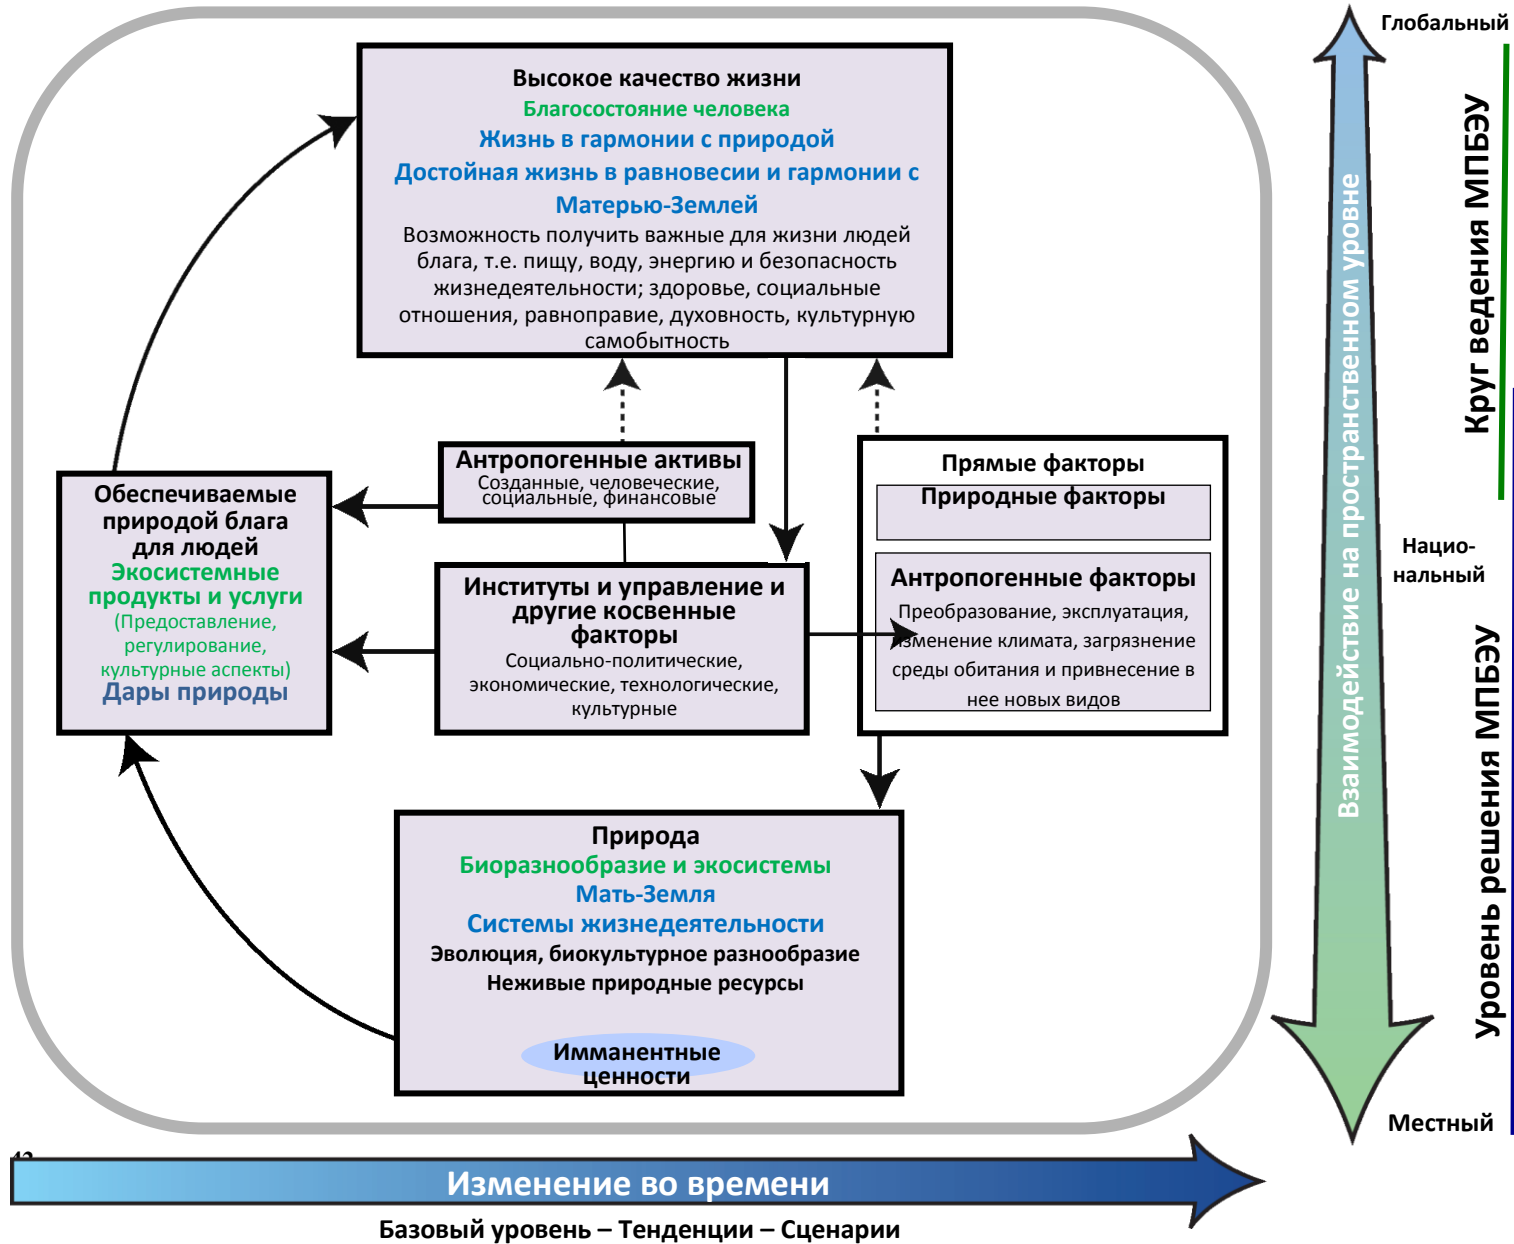 Глобальный
Высокое качество жизни
Благосостояние человека
Жизнь в гармонии с природой
Достойная жизнь в равновесии и гармонии с
Матерью-Землей
Возможность получить важные для жизни людей
блага, т.е. пищу, воду, энергию и безопасность
жизнедеятельности; здоровье, социальные
отношения, равноправие, духовность, культурную
самобытность
Антропогенные активы
Созданные, человеческие,
социальные, финансовые
Прямые факторы
Природные факторы
Обеспечиваемые
природой блага
для людей
Экосистемные
продукты и услуги
(Предоставление,
регулирование,
культурные аспекты)
Дары природы
Институты и управление и
другие косвенные
факторы
Социально-политические,
экономические, технологические,
культурные
Антропогенные факторы
Преобразование, эксплуатация,
изменение климата, загрязнение
среды обитания и привнесение в
нее новых видов
Природа
Биоразнообразие и экосистемы
Мать-Земля
Системы жизнедеятельности
Эволюция, биокультурное разнообразие
Неживые природные ресурсы
Имманентные
ценности
Взаимодействие на пространственном уровне
Круг ведения МПБЭУ
Нацио-
нальный
Уровень решения МПБЭУ
Местный
Изменение во времени
Базовый уровень – Тенденции – Сценарии